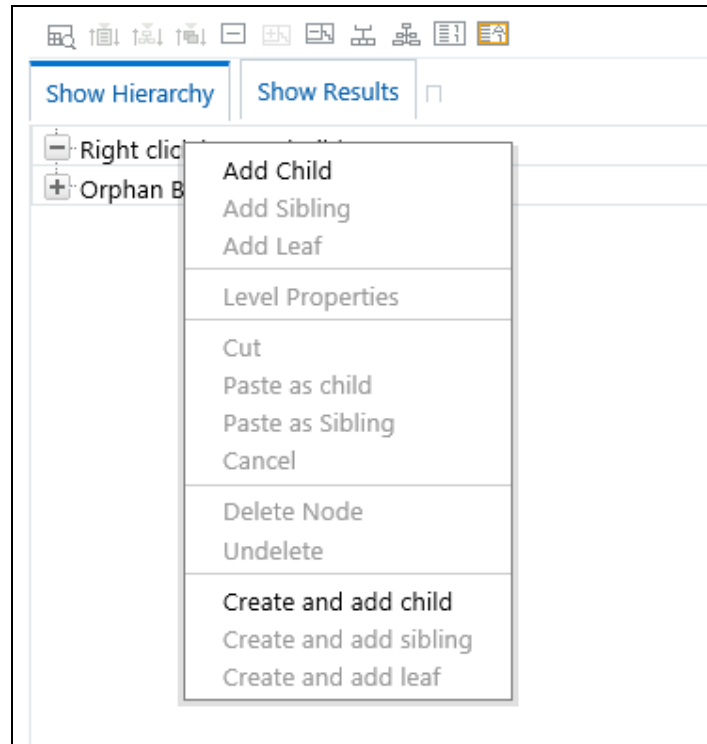 Show Hierarchy
Show Results
Right clic
Orphan B
Add Child
Add Sibling
Add Leaf
Level Properties
Cut
Paste as child
Paste as Sibling
Cancel
Delete Node
Undelete
Create and add child
Create and add sibling
Create and add leaf